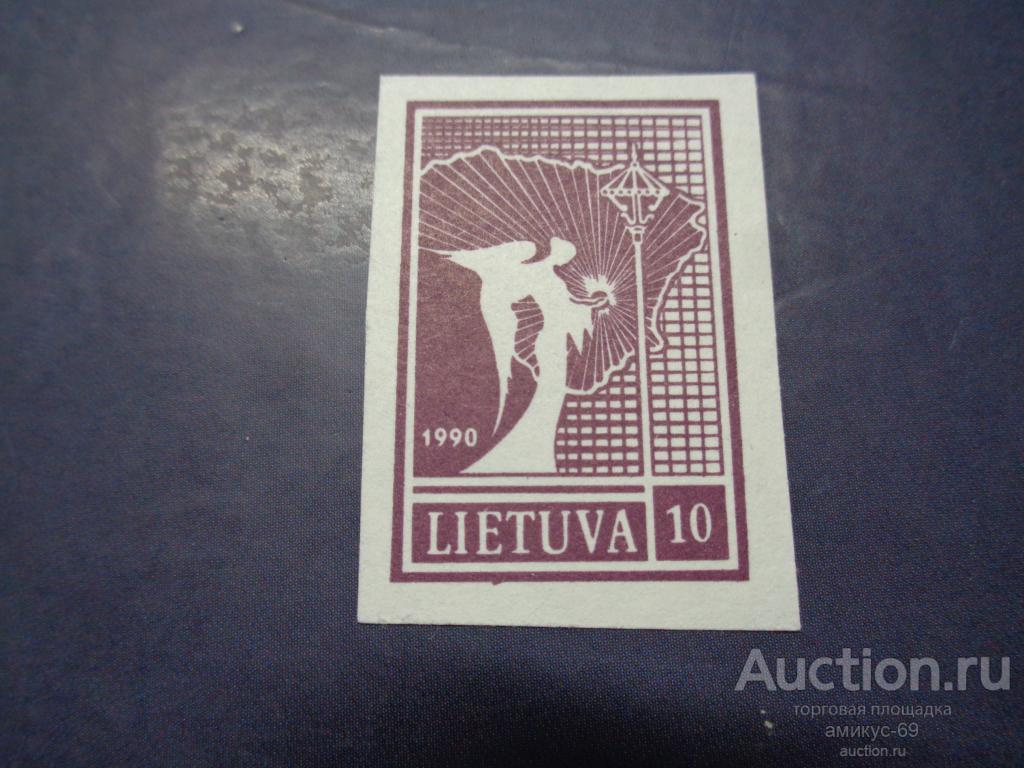 1990
LIETUVA 10
Auction.ru
торговая площадка
амикус-69
auction.ru